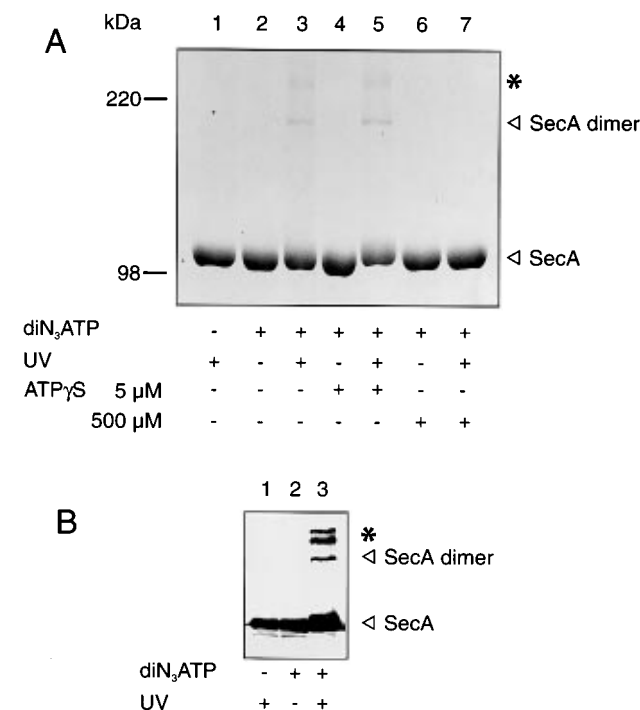 kDa 1 2 3 4 5 6 7
A
*
220
◁ SecA dimer
◁ SecA
98
diN₃ATP - + + + + + +
UV + - + - + - +
ATPγS 5 µM - - - + + - -
500 µM - - - - - + +
1 2 3
B
*
◁ SecA dimer
◁ SecA
diN₃ATP - + +
UV + - +